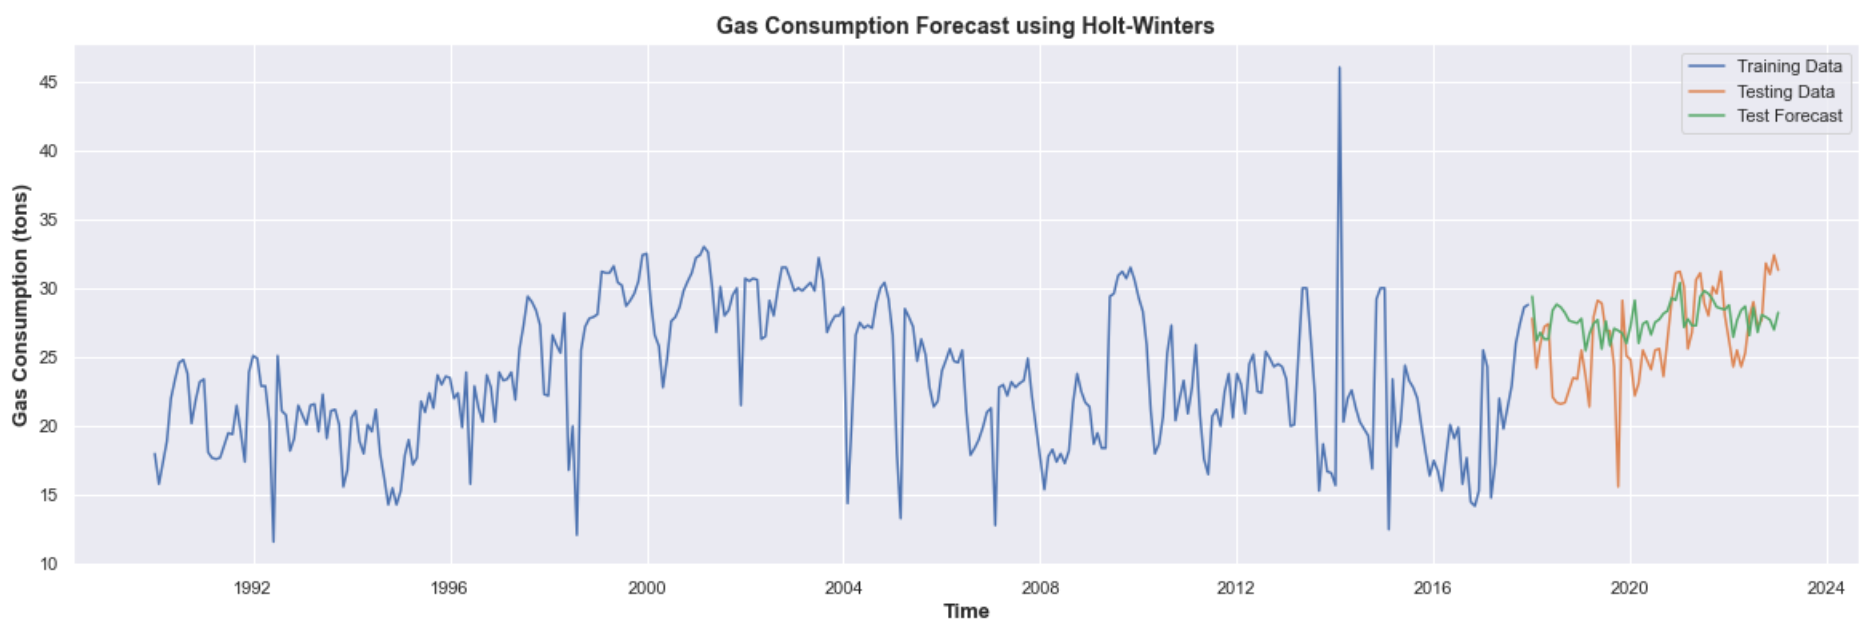 Gas Consumption Forecast using Holt-Winters
Training Data
Testing Data
Test Forecast
Gas Consumption (tons)
45
40
35
30
25
20
15
10
1992 1996 2000 2004 2008 2012 2016 2020 2024
Time